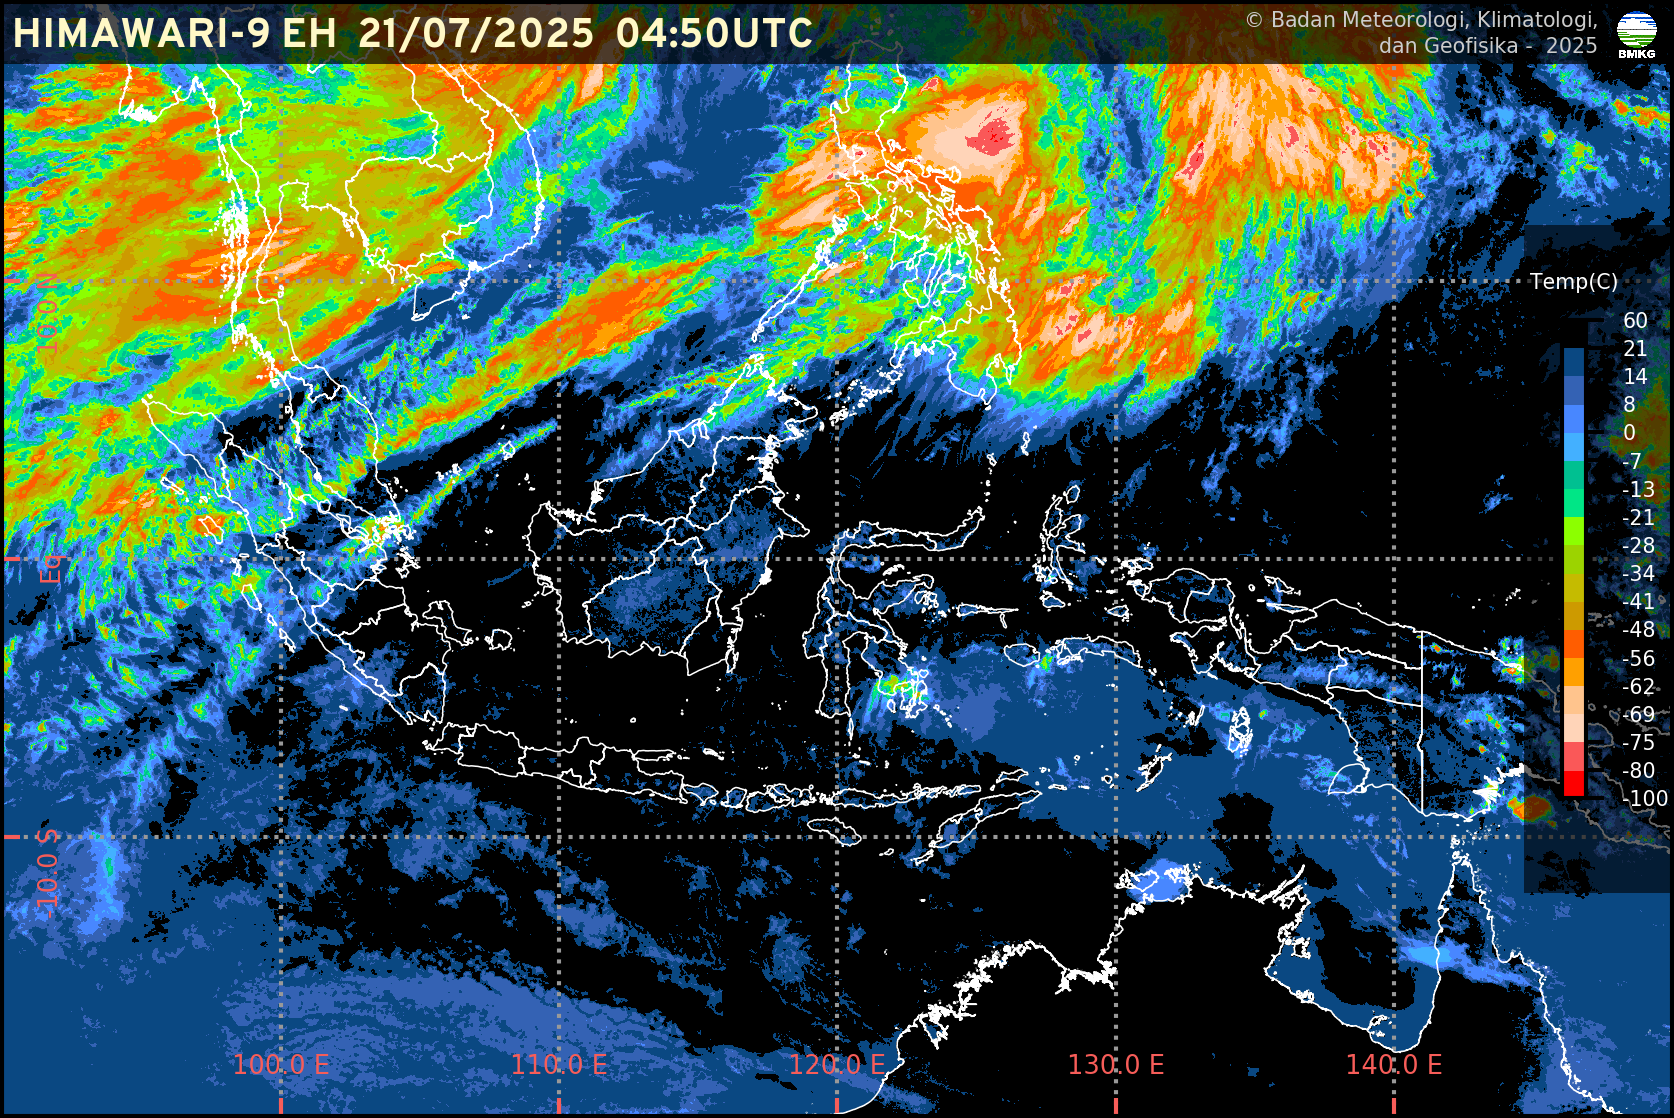 HIMAWARI-9 EH 21/07/2025 04:50UTC
© Badan Meteorologi, Klimatologi,
dan Geofisika - 2025
BMKG
Temp(C)
60
21
14
8
0
-7
-13
-21
-28
-34
-41
-48
-56
-62
-69
-75
-80
-100
10.0 N
Eq
-10.0 S
100.0 E
110.0 E
120.0 E
130.0 E
140.0 E